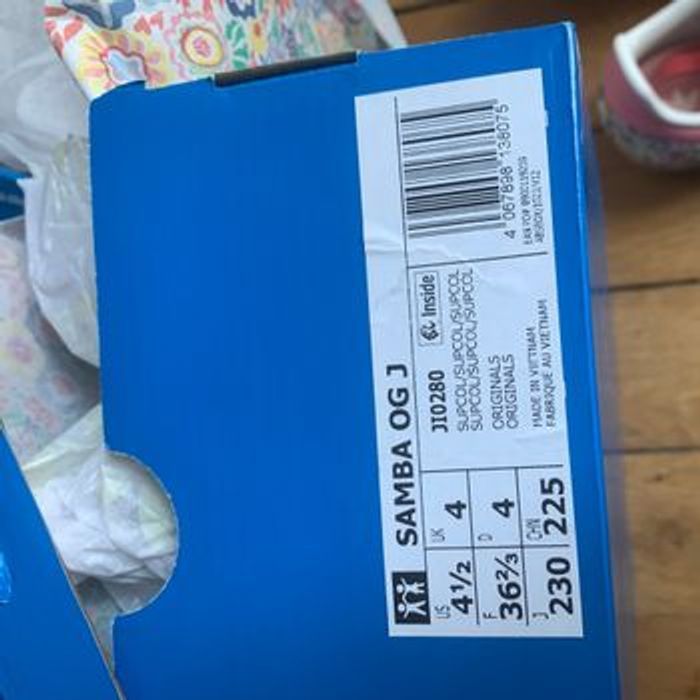 SAMBA OG J
US
4½
UK
4
F
36⅔
D
4
J
230
CHN
225
JI0280
Inside
SUPCOL/SUPCOL/SUPCOL
SUPCOL/SUPCOL/SUPCOL
ORIGINALS
ORIGINALS
MADE IN VIETNAM
FABRIQUE AU VIETNAM
4 067898 138075